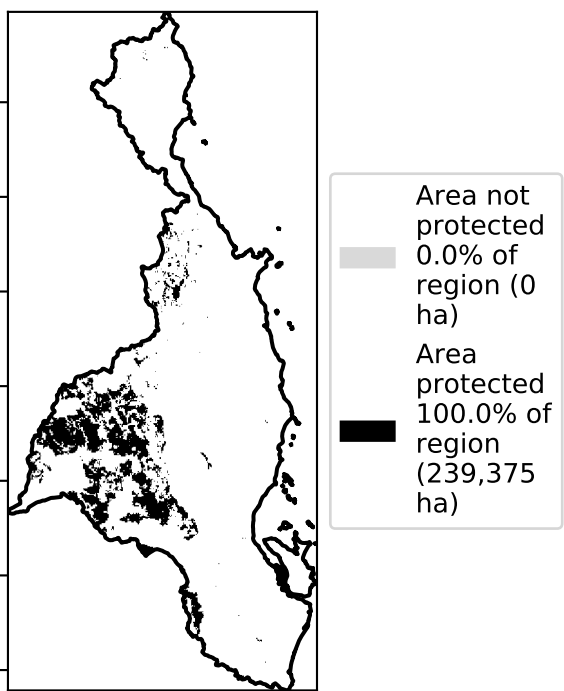 Area not
protected
0.0% of
region (0
ha)
Area
protected
100.0% of
region
(239,375
ha)